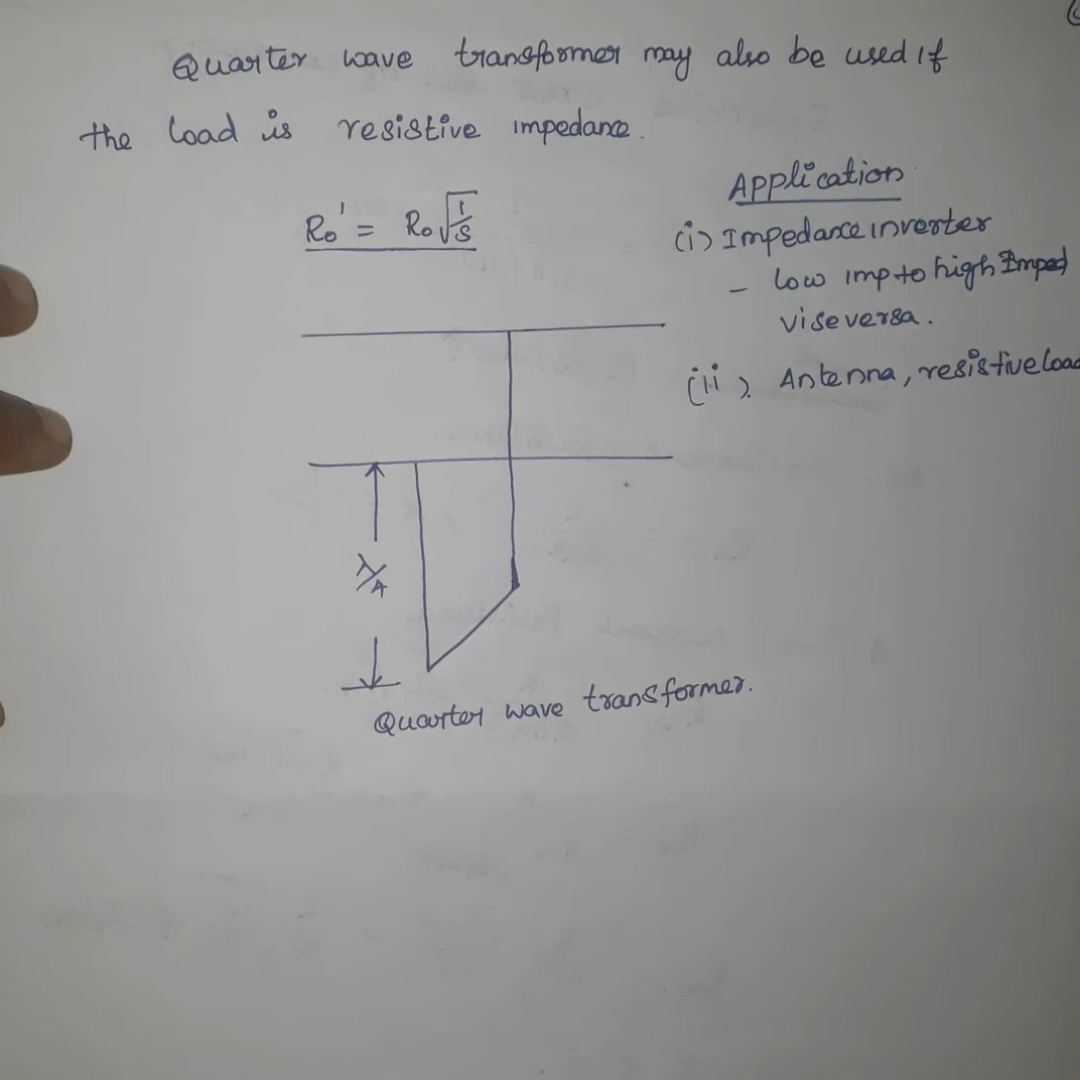 Quarter wave transformer may also be used if
the load is resistive impedance.
R₀' = R₀√(1/S)
Application
(i) Impedance inverter
- low imp to high Imped
viseversa.
(ii). Antenna, resistive load
λ/4
Quarter wave transformer.